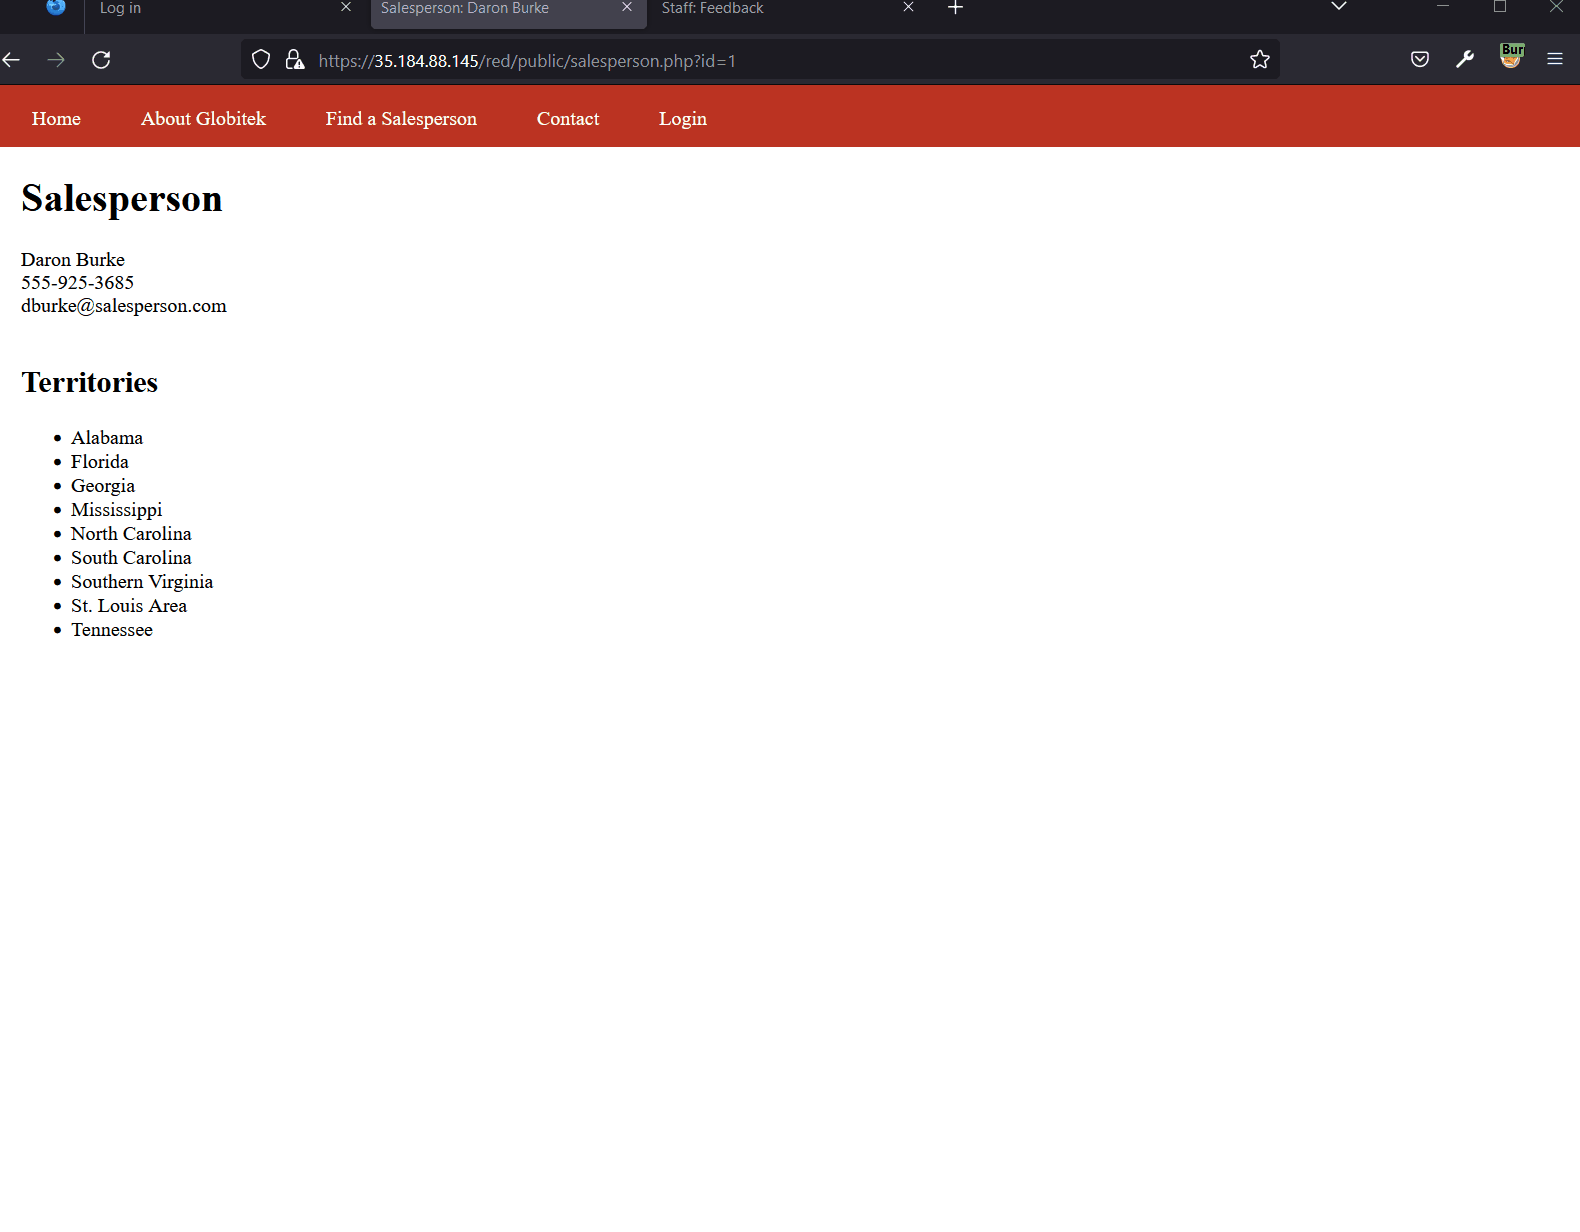 Log in
Salesperson: Daron Burke
Staff: Feedback
https://35.184.88.145/red/public/salesperson.php?id=1
Bur
Home
About Globitek
Find a Salesperson
Contact
Login
Salesperson
Daron Burke
555-925-3685
dburke@salesperson.com
Territories
Alabama
Florida
Georgia
Mississippi
North Carolina
South Carolina
Southern Virginia
St. Louis Area
Tennessee